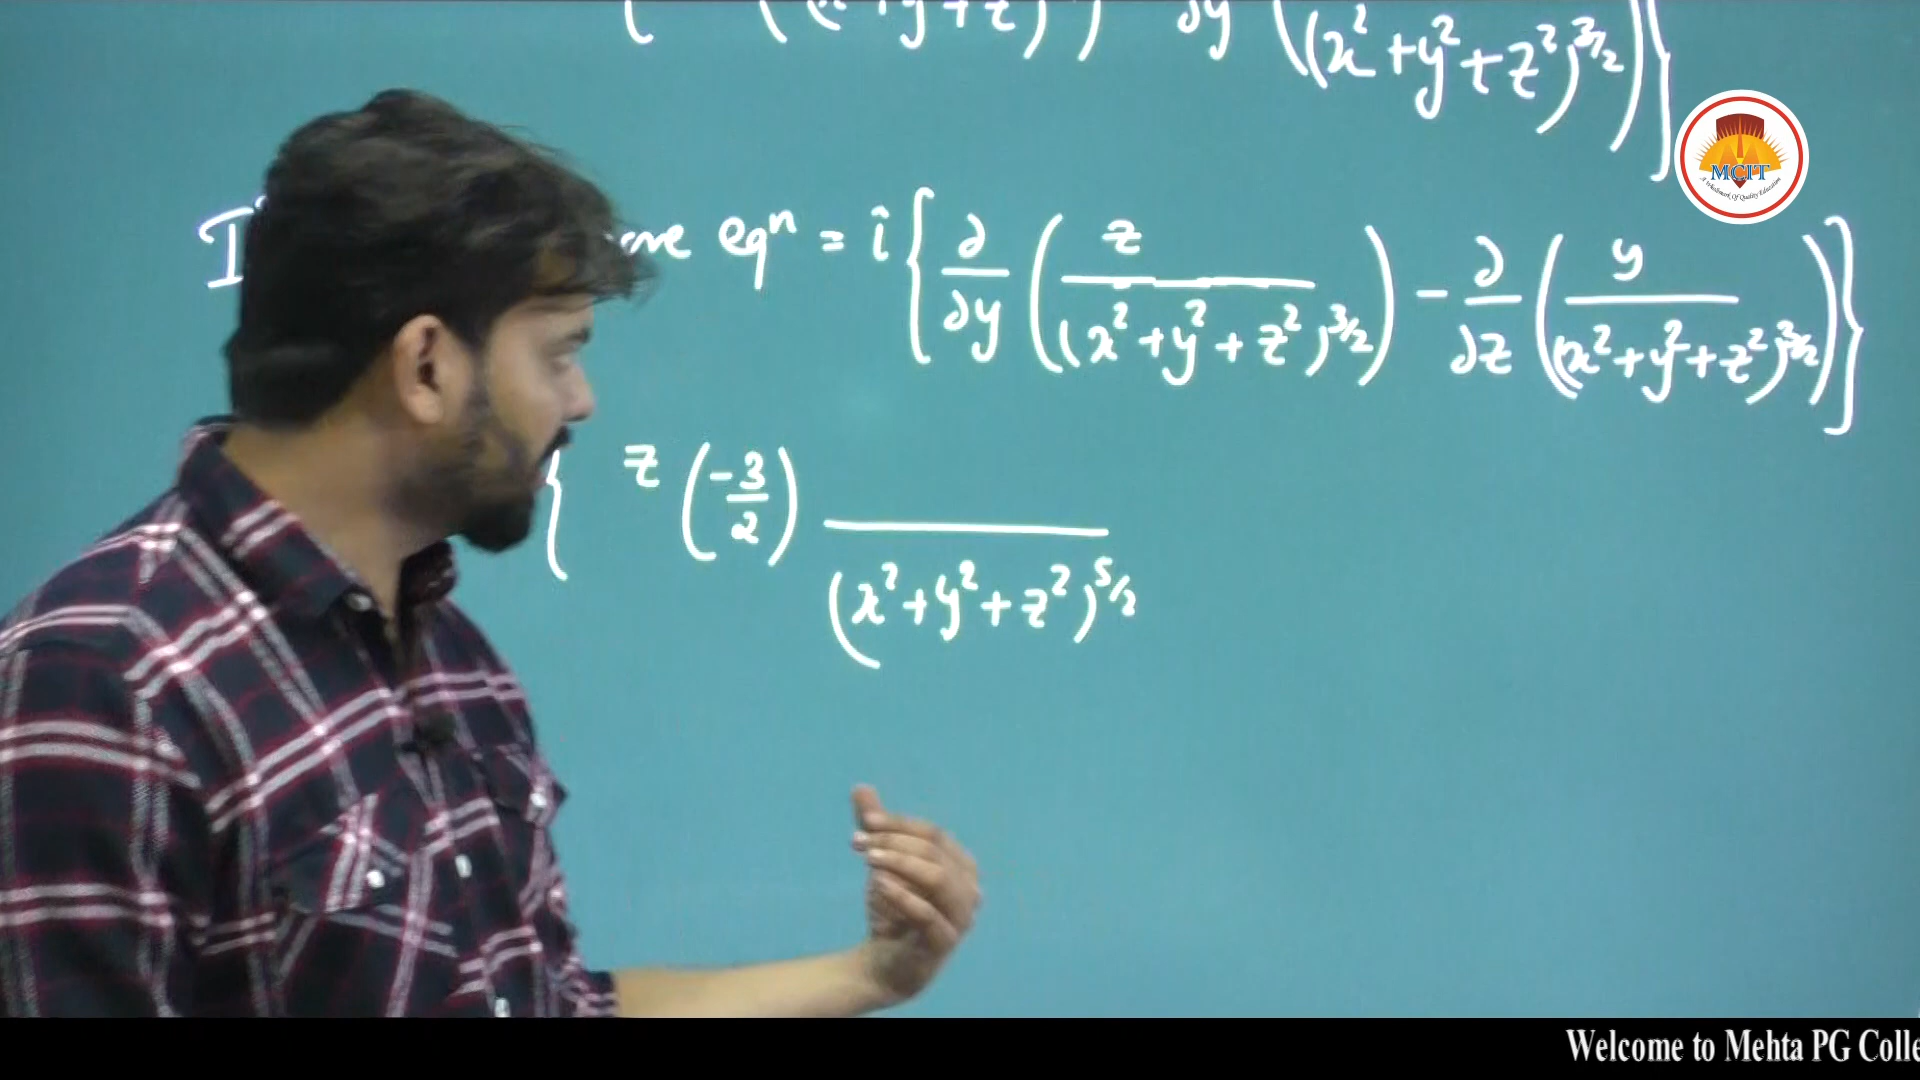 ∂y ((x²+y²+z²)^3/2)}
eqⁿ = î {∂/∂y (z/(x²+y²+z²)^3/2) - ∂/∂z (y/(x²+y²+z²)^3/2)}
{ z (-3/2) /(x²+y²+z²)^5/2
MCIT
Welcome to Mehta PG Colle